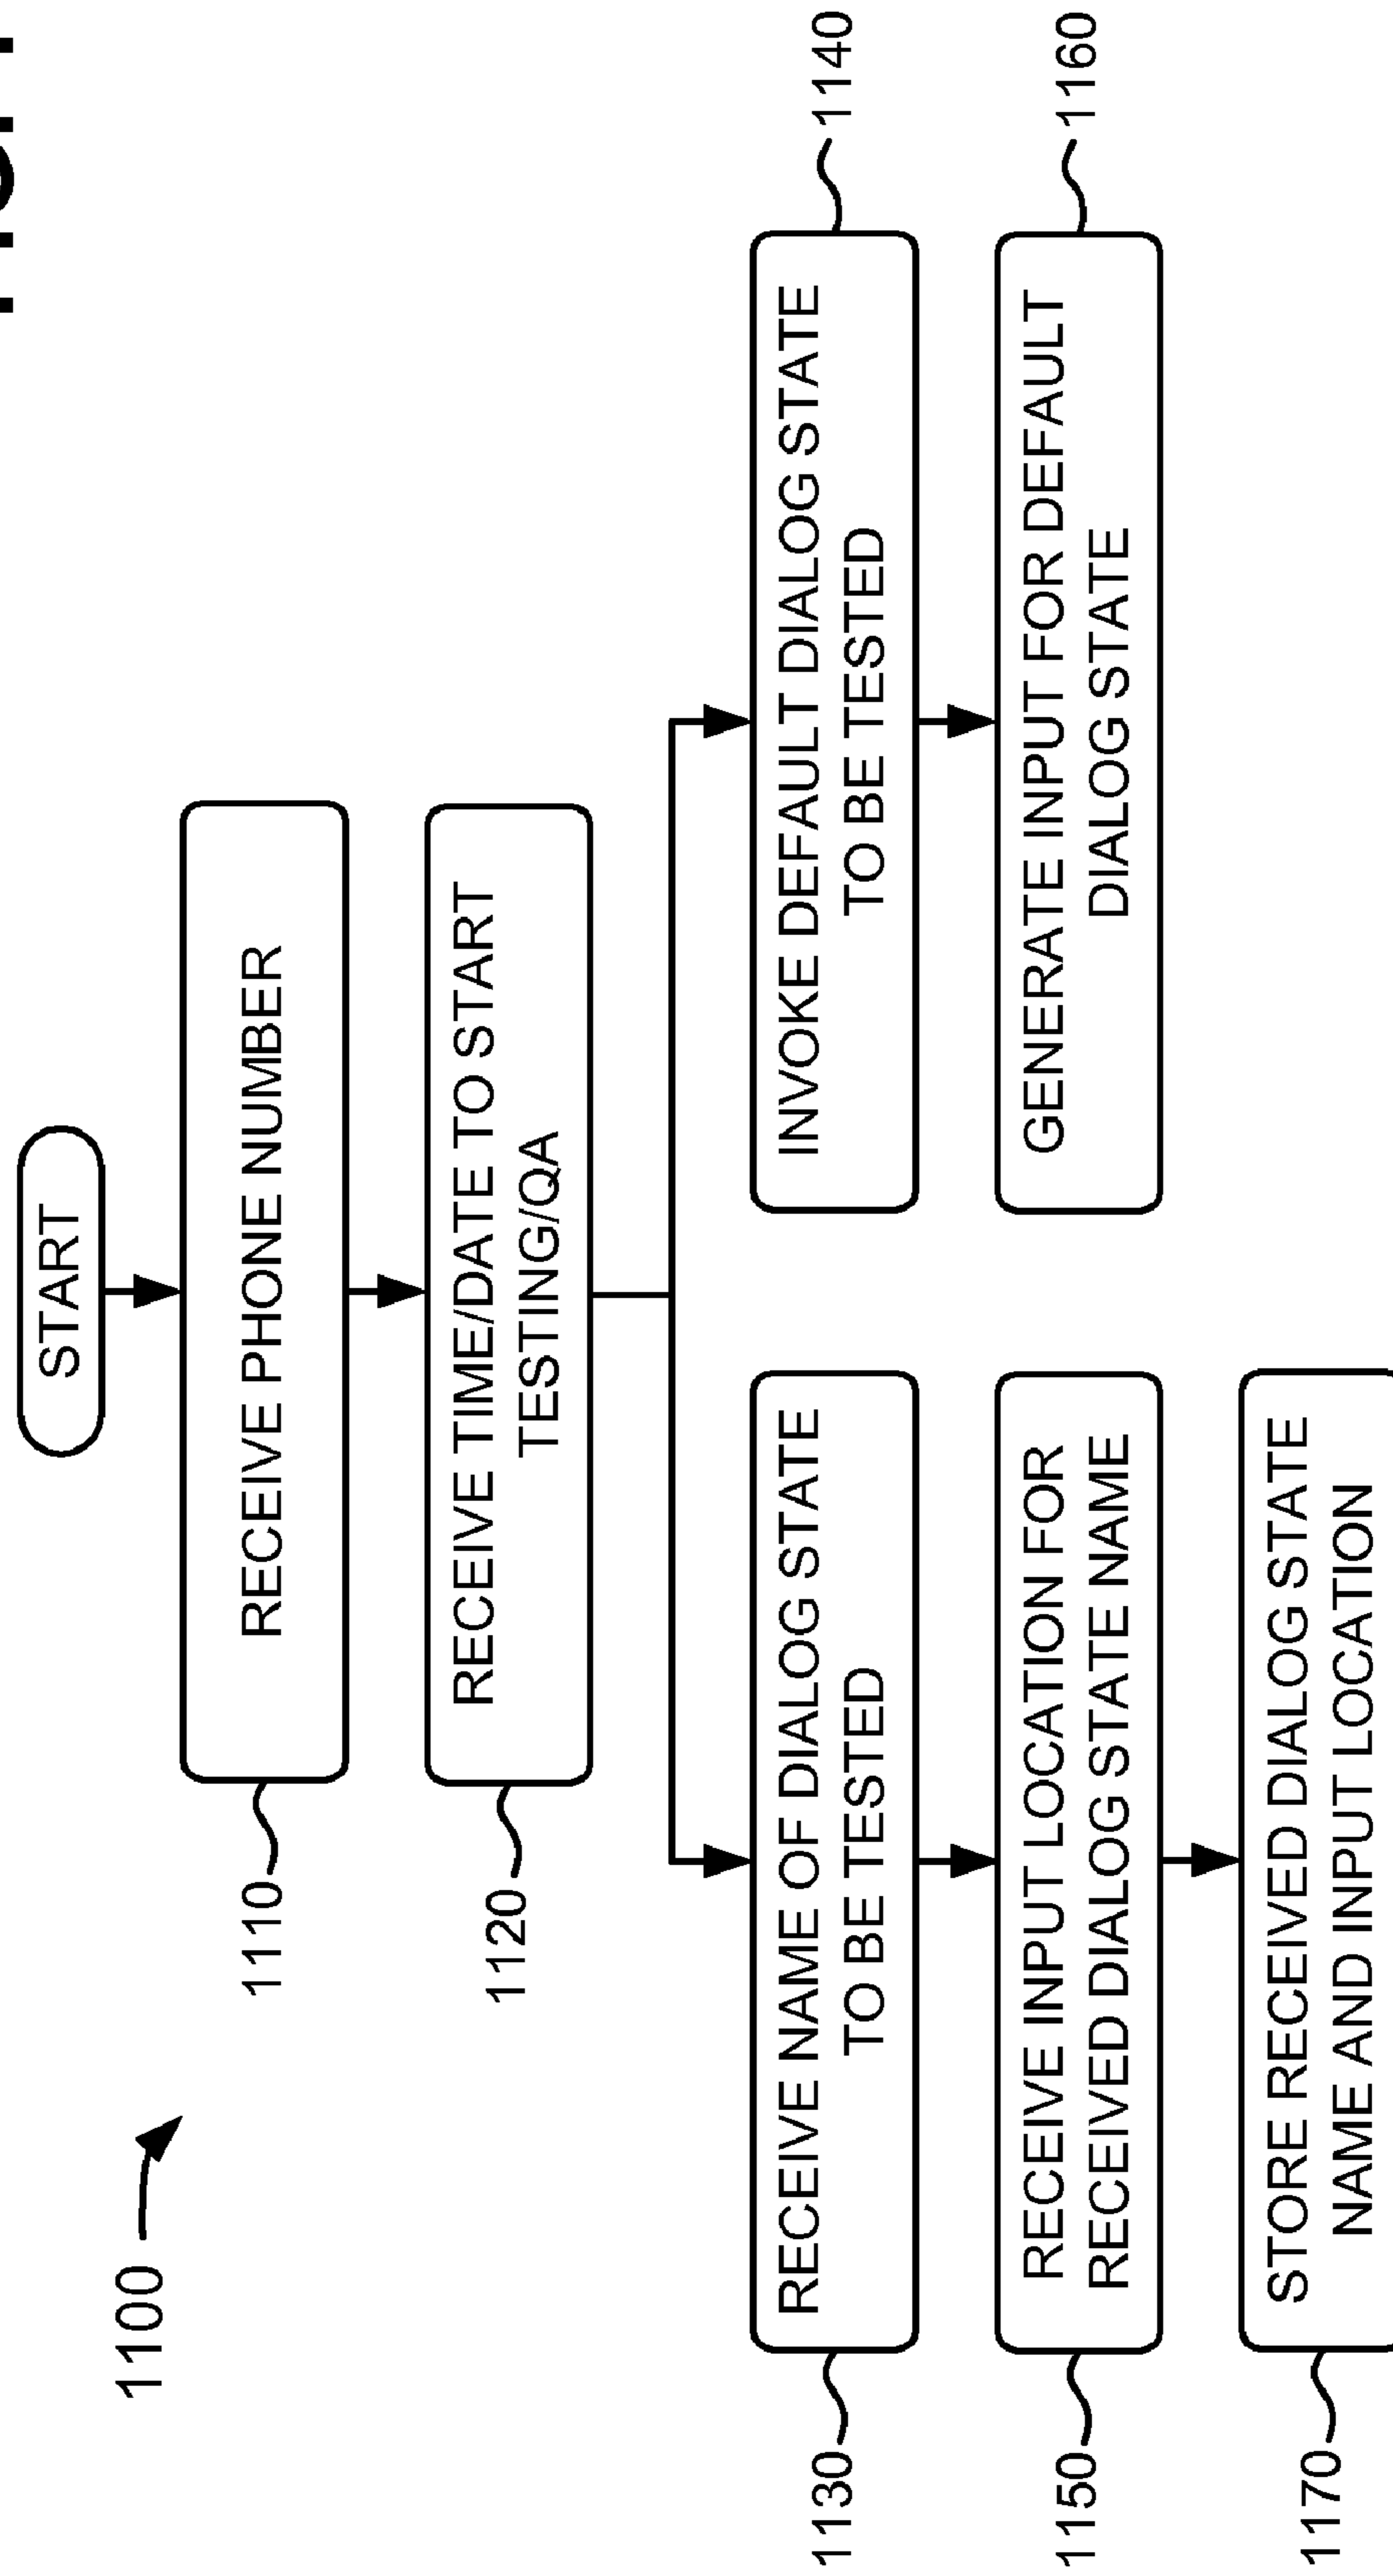 1100
START
RECEIVE PHONE NUMBER
1110
RECEIVE TIME/DATE TO START
TESTING/QA
1120
RECEIVE NAME OF DIALOG STATE
TO BE TESTED
1130
INVOKE DEFAULT DIALOG STATE
TO BE TESTED
1140
RECEIVE INPUT LOCATION FOR
RECEIVED DIALOG STATE NAME
1150
GENERATE INPUT FOR DEFAULT
DIALOG STATE
1160
STORE RECEIVED DIALOG STATE
NAME AND INPUT LOCATION
1170